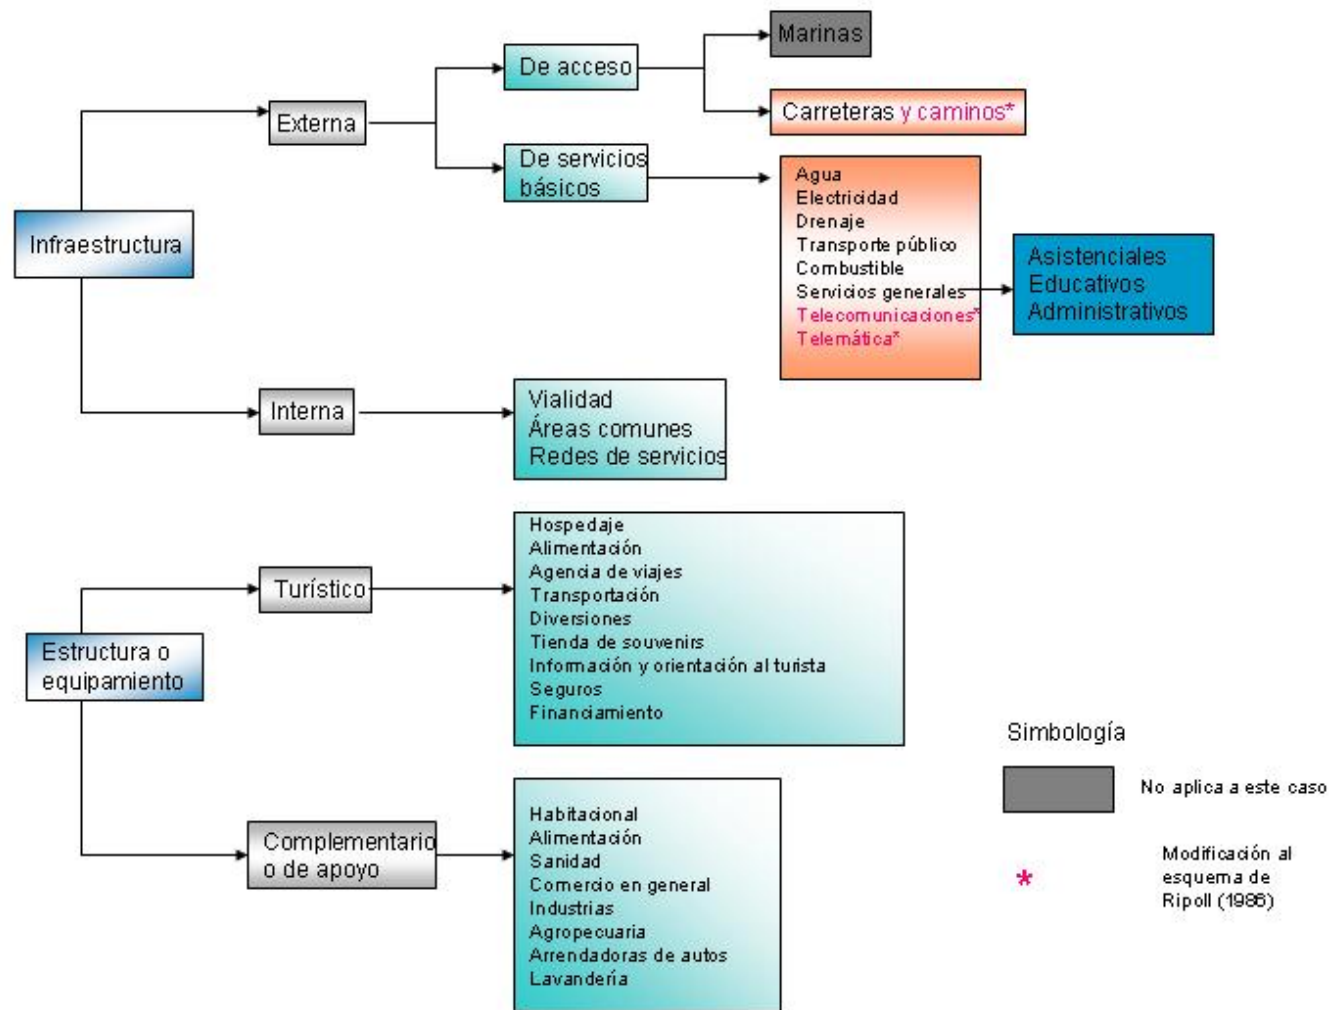 Marinas
De acceso
Carreteras y caminos*
Externa
De servicios
básicos
Agua
Electricidad
Drenaje
Transporte público
Combustible
Servicios generales
Telecomunicaciones*
Telemática*
Asistenciales
Educativos
Administrativos
Infraestructura
Interna
Vialidad
Áreas comunes
Redes de servicios
Hospedaje
Alimentación
Agencia de viajes
Transportación
Diversiones
Tienda de souvenirs
Información y orientación al turista
Seguros
Financiamiento
Turístico
Estructura o
equipamiento
Complementario
o de apoyo
Habitacional
Alimentación
Sanidad
Comercio en general
Industrias
Agropecuaria
Arrendadoras de autos
Lavandería
Simbología
No aplica a este caso
*
Modificación al
esquema de
Ripoll (1986)